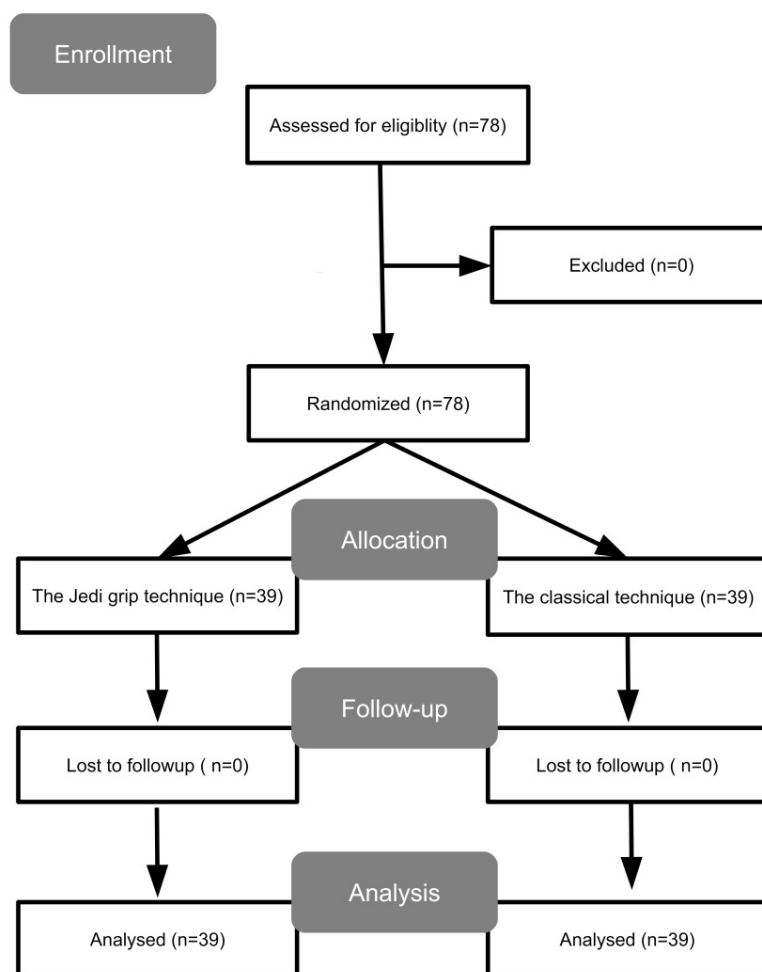 Enrollment
Assessed for eligiblity (n=78)
Excluded (n=0)
Randomized (n=78)
Allocation
The Jedi grip technique (n=39)
The classical technique (n=39)
Follow-up
Lost to followup ( n=0)
Lost to followup ( n=0)
Analysis
Analysed (n=39)
Analysed (n=39)